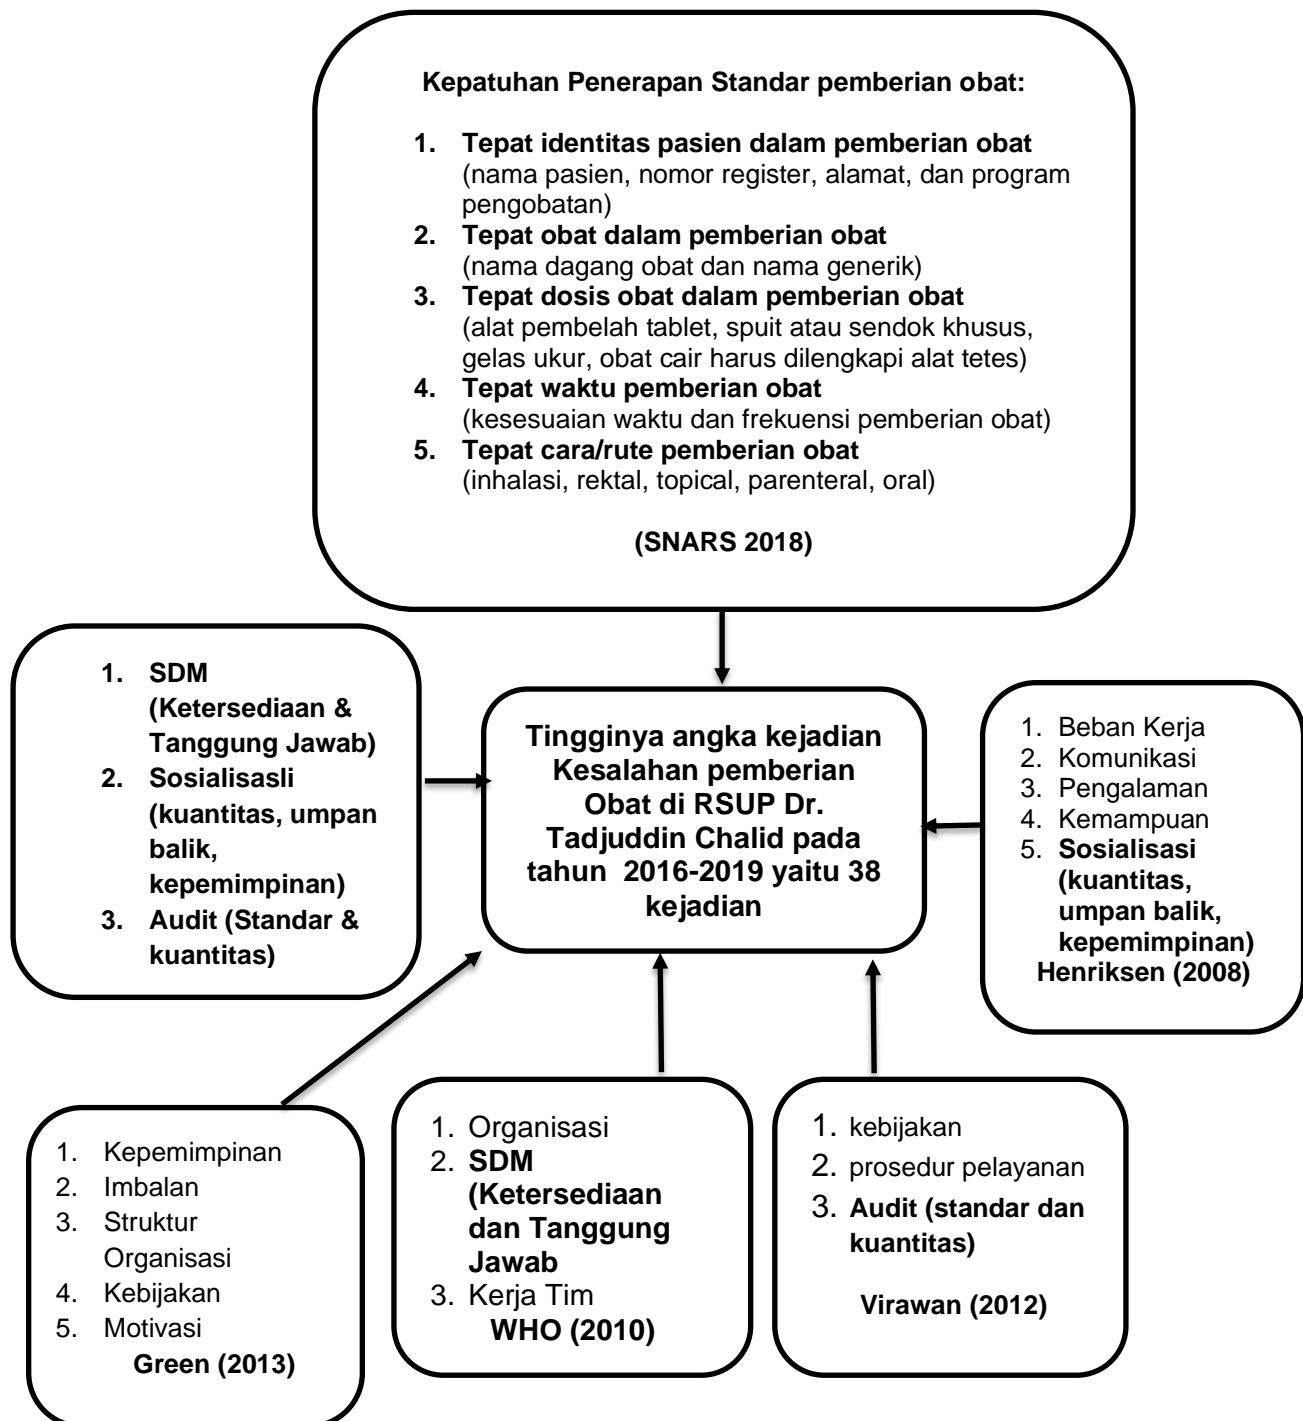 Kepatuhan Penerapan Standar pemberian obat:
1. Tepat identitas pasien dalam pemberian obat
(nama pasien, nomor register, alamat, dan program
pengobatan)
2. Tepat obat dalam pemberian obat
(nama dagang obat dan nama generik)
3. Tepat dosis obat dalam pemberian obat
(alat pembelah tablet, spuit atau sendok khusus,
gelas ukur, obat cair harus dilengkapi alat tetes)
4. Tepat waktu pemberian obat
(kesesuaian waktu dan frekuensi pemberian obat)
5. Tepat cara/rute pemberian obat
(inhalasi, rektal, topical, parenteral, oral)
(SNARS 2018)
1. SDM
(Ketersediaan &
Tanggung Jawab)
2. Sosialisasli
(kuantitas, umpan
balik,
kepemimpinan)
3. Audit (Standar &
kuantitas)
Tingginya angka kejadian
Kesalahan pemberian
Obat di RSUP Dr.
Tadjuddin Chalid pada
tahun 2016-2019 yaitu 38
kejadian
1. Beban Kerja
2. Komunikasi
3. Pengalaman
4. Kemampuan
5. Sosialisasi
(kuantitas,
umpan balik,
kepemimpinan)
Henriksen (2008)
1. Kepemimpinan
2. Imbalan
3. Struktur
Organisasi
4. Kebijakan
5. Motivasi
Green (2013)
1. Organisasi
2. SDM
(Ketersediaan
dan Tanggung
Jawab
3. Kerja Tim
WHO (2010)
1. kebijakan
2. prosedur pelayanan
3. Audit (standar dan
kuantitas)
Virawan (2012)